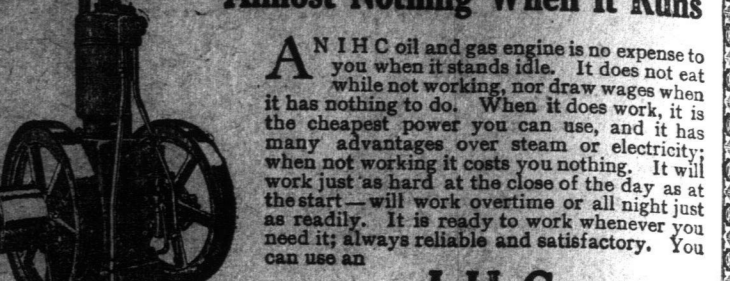 Almost Nothing When it Runs
AN I H C oil and gas engine is no expense to
you when it stands idle. It does not eat
while not working, nor draw wages when
it has nothing to do. When it does work, it is
the cheapest power you can use, and it has
many advantages over steam or electricity;
when not working it costs you nothing. It will
work just as hard at the close of the day as at
the start—will work overtime or all night just
as readily. It is ready to work whenever you
need it; always reliable and satisfactory. You
can use an
I H C